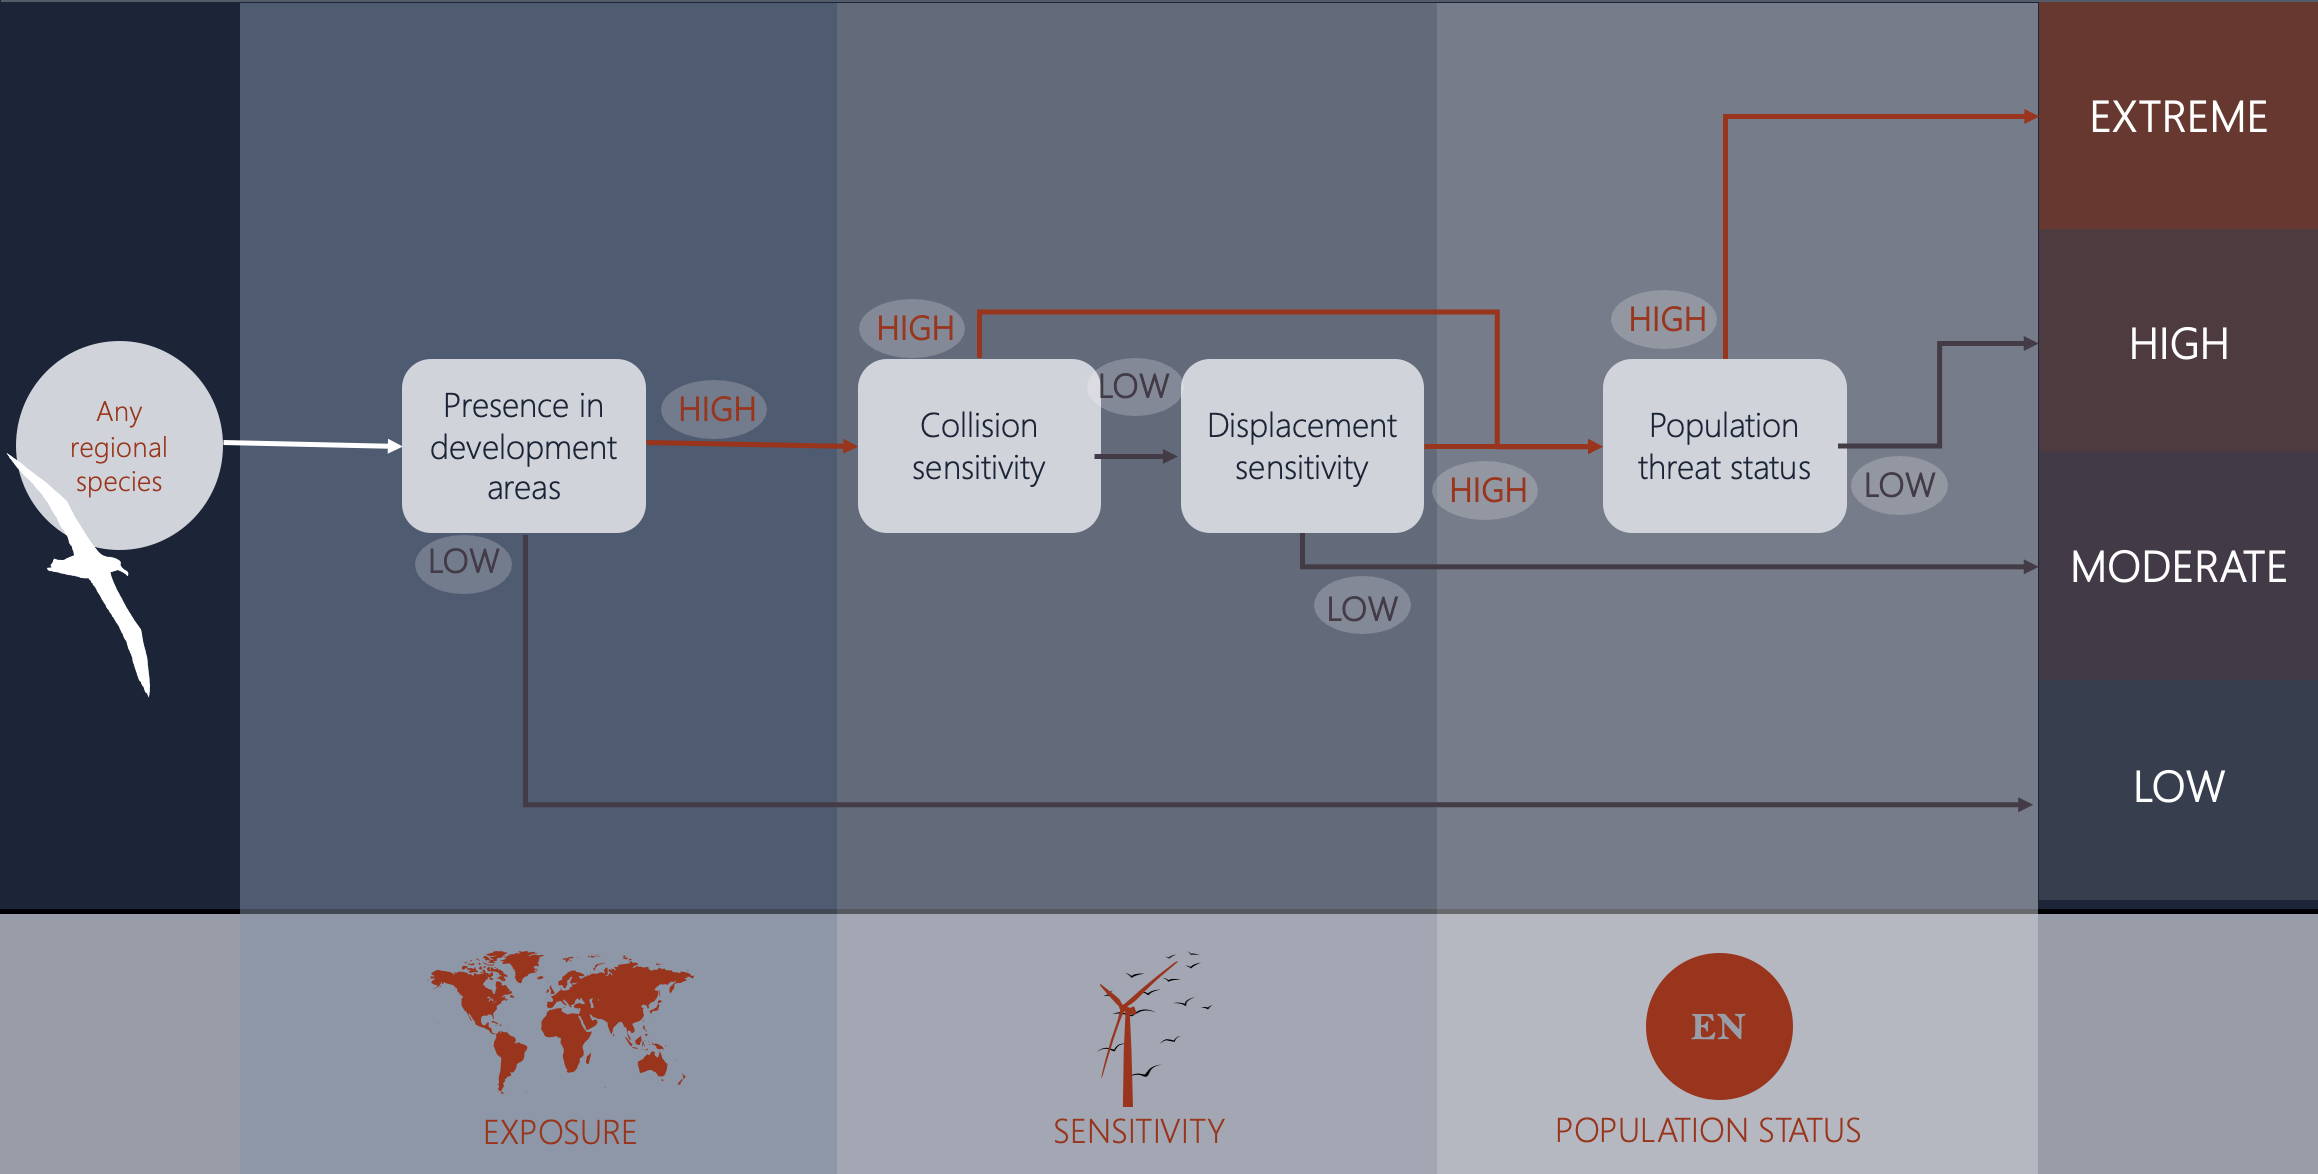 Any
regional
species
Presence in
development
areas
HIGH
LOW
HIGH
Collision
sensitivity
LOW
Displacement
sensitivity
HIGH
LOW
HIGH
Population
threat status
LOW
EXTREME
HIGH
MODERATE
LOW
EXPOSURE
SENSITIVITY
EN
POPULATION STATUS